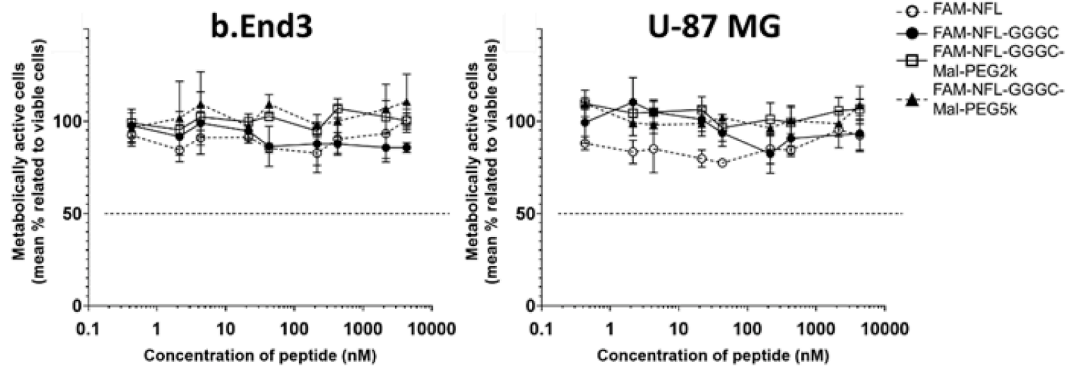 b.End3
Metabolically active cells
(mean % related to viable cells)
100
50
0
0.1 1 10 100 1000 10000
Concentration of peptide (nM)
U-87 MG
Metabolically active cells
(mean % related to viable cells)
100
50
0
0.1 1 10 100 1000 10000
Concentration of peptide (nM)
FAM-NFL
FAM-NFL-GGGC
FAM-NFL-GGGC-
Mal-PEG2k
FAM-NFL-GGGC-
Mal-PEG5k